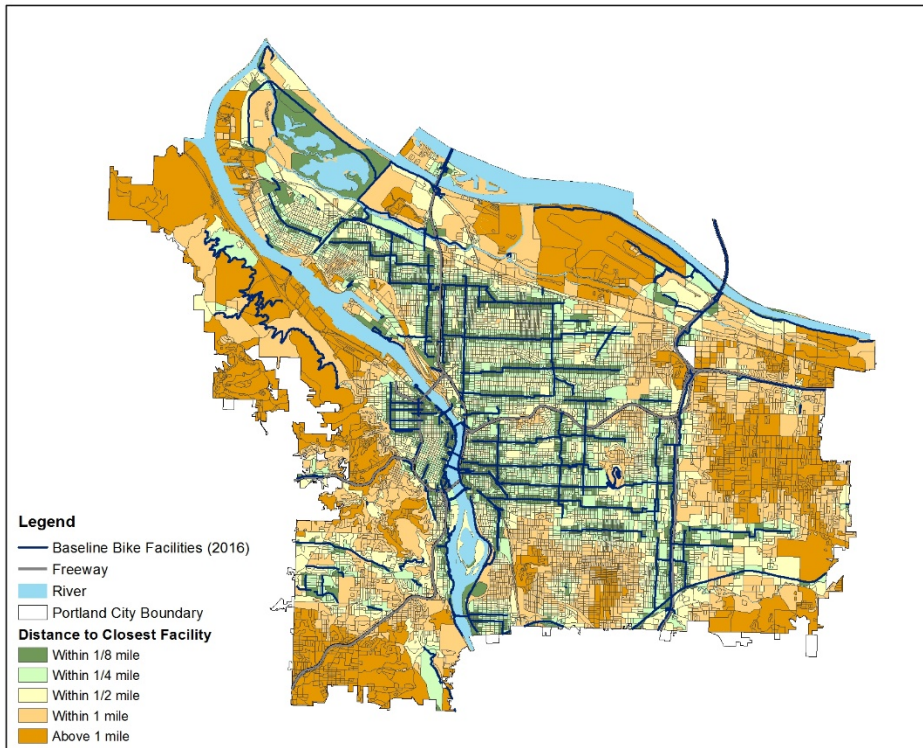 Legend
Baseline Bike Facilities (2016)
Freeway
River
Portland City Boundary
Distance to Closest Facility
Within 1/8 mile
Within 1/4 mile
Within 1/2 mile
Within 1 mile
Above 1 mile